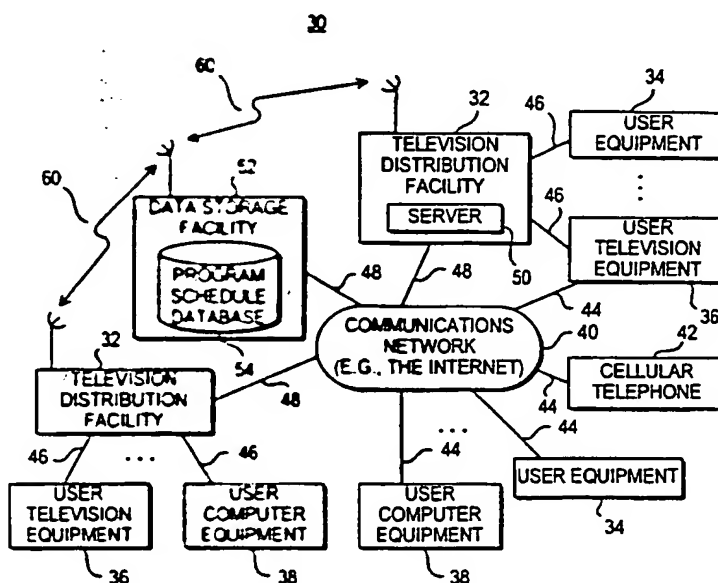 30
60
32
34
46
USER
EQUIPMENT
TELEVISION
DISTRIBUTION
FACILITY
SERVER
50
46
USER
TELEVISION
EQUIPMENT
36
60
52
DATA STORAGE
FACILITY
PROGRAM
SCHEDULE
DATABASE
54
48
48
44
COMMUNICATIONS
NETWORK
(E.G., THE INTERNET)
40
42
CELLULAR
TELEPHONE
44
32
TELEVISION
DISTRIBUTION
FACILITY
48
44
46
46
44
USER
TELEVISION
EQUIPMENT
36
USER
COMPUTER
EQUIPMENT
38
USER
COMPUTER
EQUIPMENT
38
USER EQUIPMENT
34